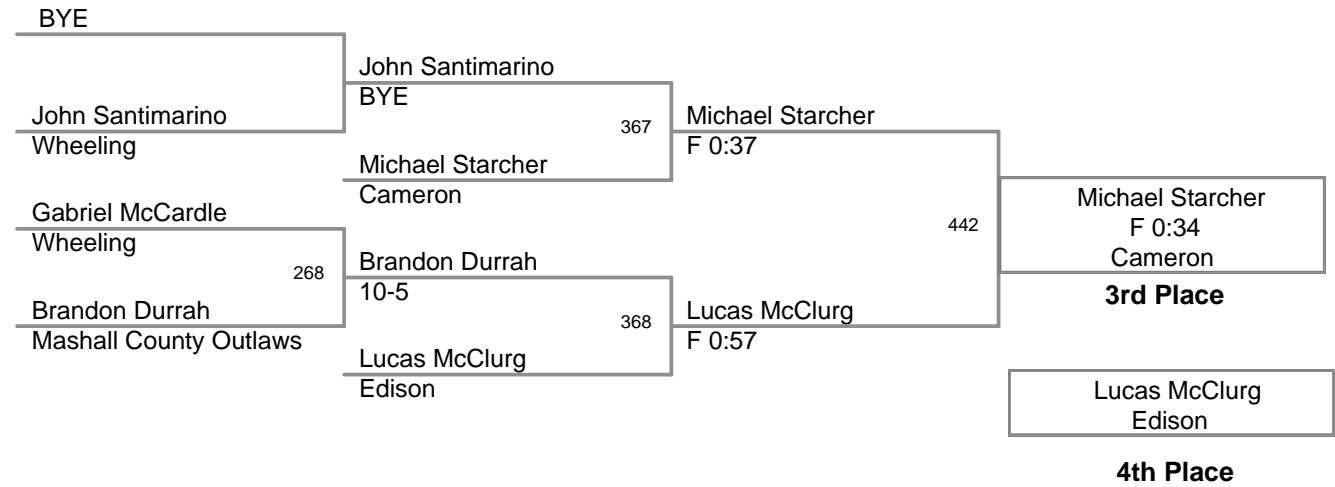 BYE
John Santimarino
BYE
John Santimarino
Wheeling
367
Michael Starcher
F 0:37
Michael Starcher
Cameron
Gabriel McCardle
Wheeling
268
Brandon Durrah
10-5
Brandon Durrah
Mashall County Outlaws
368
Lucas McClurg
F 0:57
Lucas McClurg
Edison
442
Michael Starcher
F 0:34
Cameron
3rd Place
Lucas McClurg
Edison
4th Place